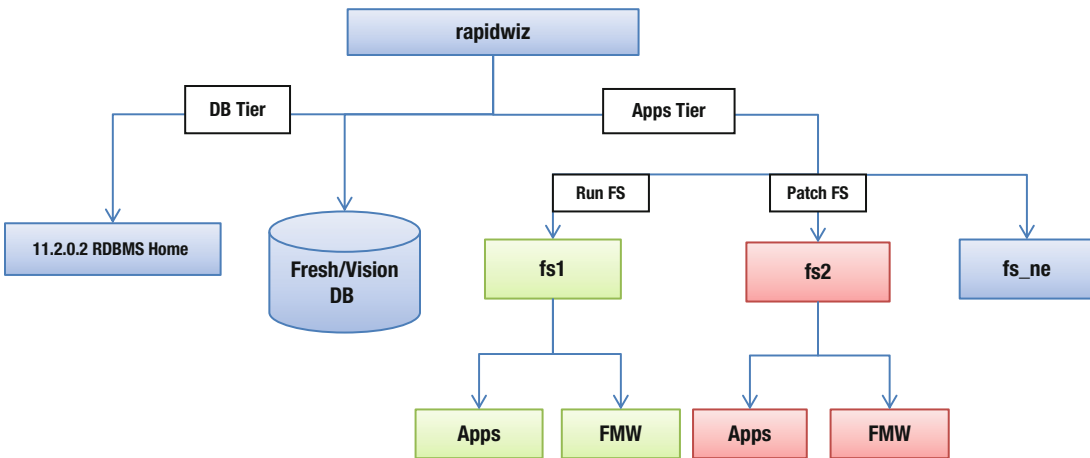 rapidwiz
DB Tier
Apps Tier
Run FS
Patch FS
11.2.0.2 RDBMS Home
Fresh/Vision
DB
fs1
fs2
fs_ne
Apps
FMW
Apps
FMW